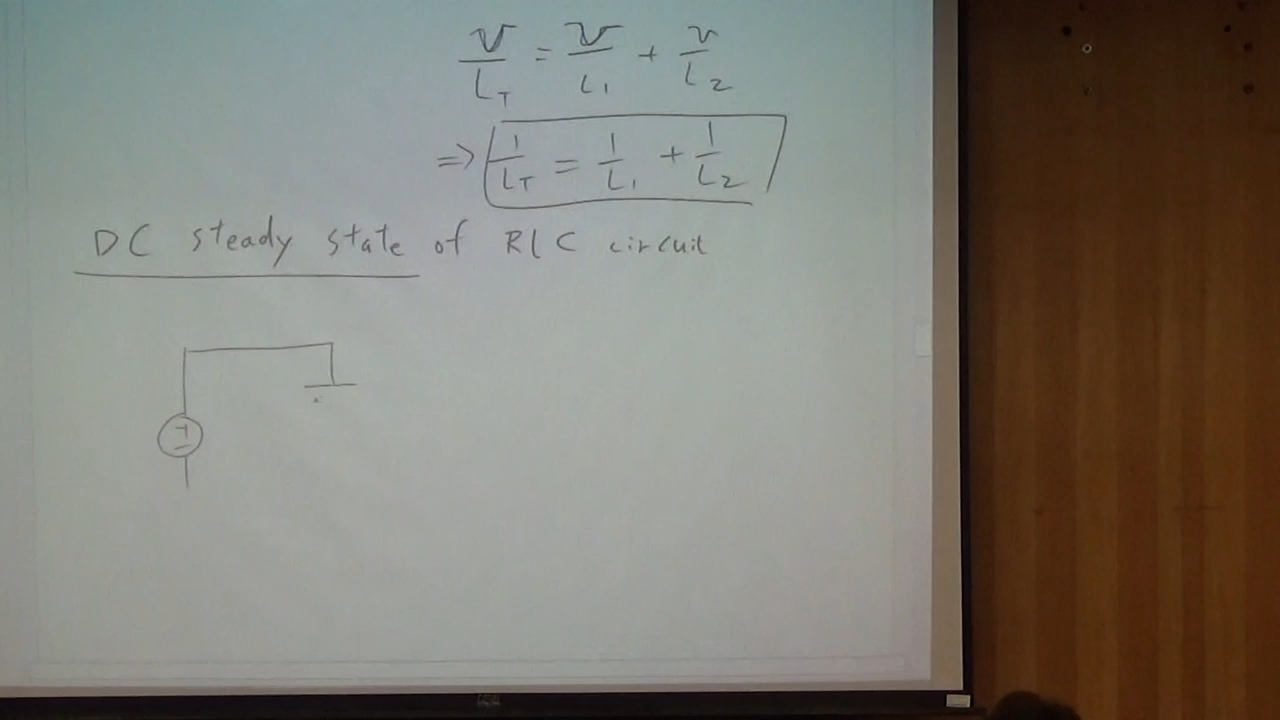 V/L_T = V/L_1 + V/L_2
=> 1/L_T = 1/L_1 + 1/L_2
DC steady state of RLC circuit
+
-